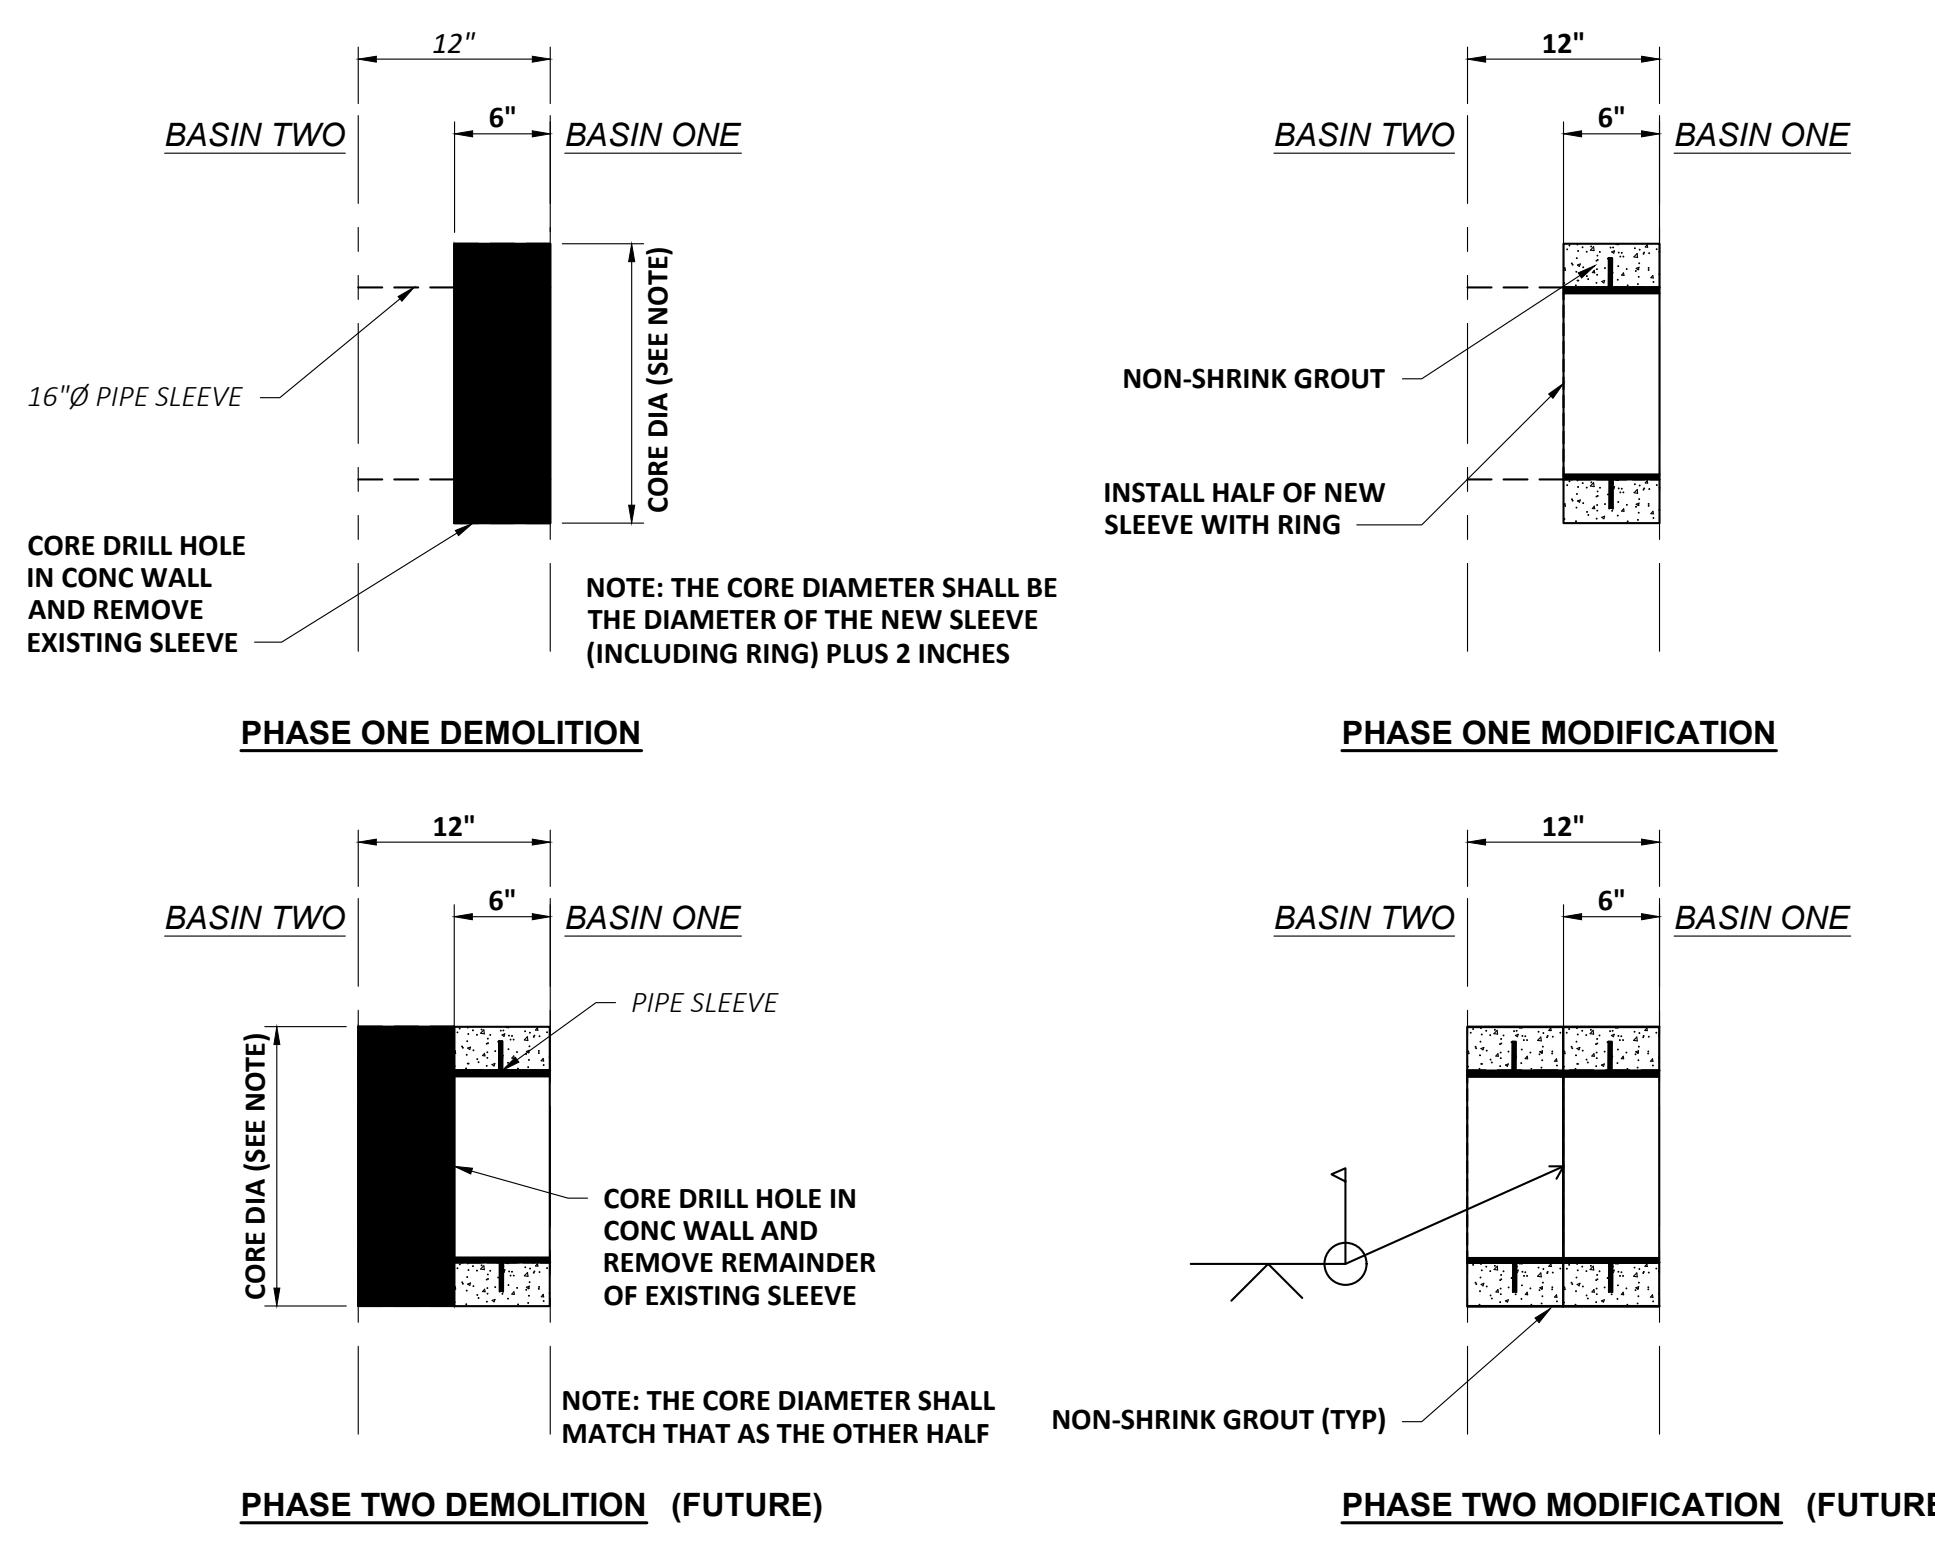 12"
6"
BASIN TWO
BASIN ONE
CORE DIA (SEE NOTE)
16"Ø PIPE SLEEVE
CORE DRILL HOLE
IN CONC WALL
AND REMOVE
EXISTING SLEEVE
NOTE: THE CORE DIAMETER SHALL BE
THE DIAMETER OF THE NEW SLEEVE
(INCLUDING RING) PLUS 2 INCHES
PHASE ONE DEMOLITION
12"
6"
BASIN TWO
BASIN ONE
NON-SHRINK GROUT
INSTALL HALF OF NEW
SLEEVE WITH RING
PHASE ONE MODIFICATION
12"
6"
BASIN TWO
BASIN ONE
PIPE SLEEVE
CORE DIA (SEE NOTE)
CORE DRILL HOLE IN
CONC WALL AND
REMOVE REMAINDER
OF EXISTING SLEEVE
NOTE: THE CORE DIAMETER SHALL
MATCH THAT AS THE OTHER HALF
PHASE TWO DEMOLITION (FUTURE)
12"
6"
BASIN TWO
BASIN ONE
NON-SHRINK GROUT (TYP)
PHASE TWO MODIFICATION (FUTURE